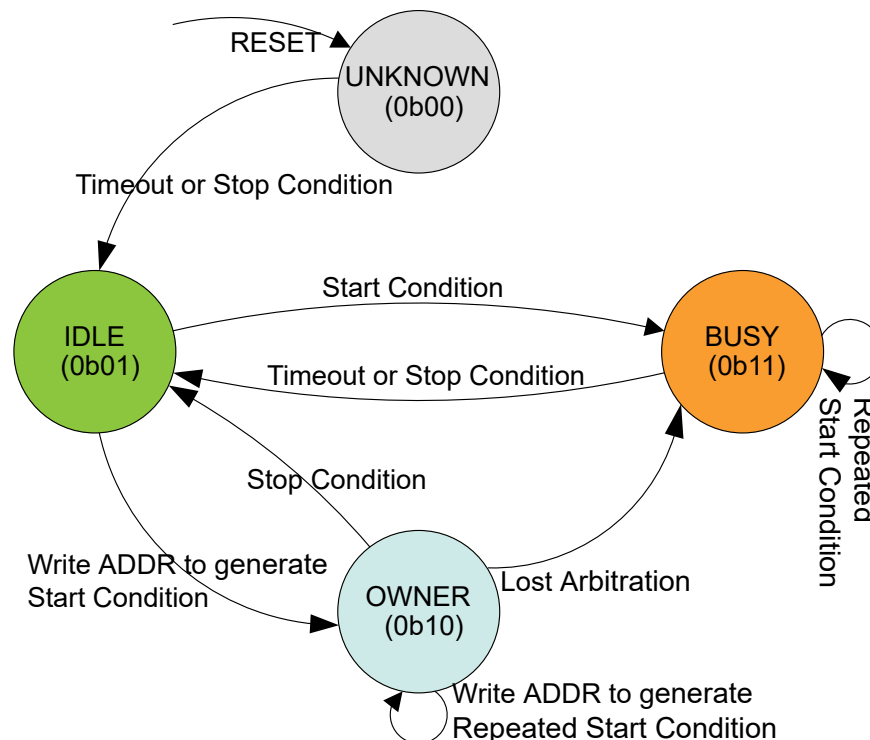 RESET
UNKNOWN
(0b00)
Timeout or Stop Condition
Start Condition
IDLE
(0b01)
BUSY
(0b11)
Timeout or Stop Condition
Repeated
Start Condition
Stop Condition
Write ADDR to generate
Start Condition
Lost Arbitration
OWNER
(0b10)
Write ADDR to generate
Repeated Start Condition